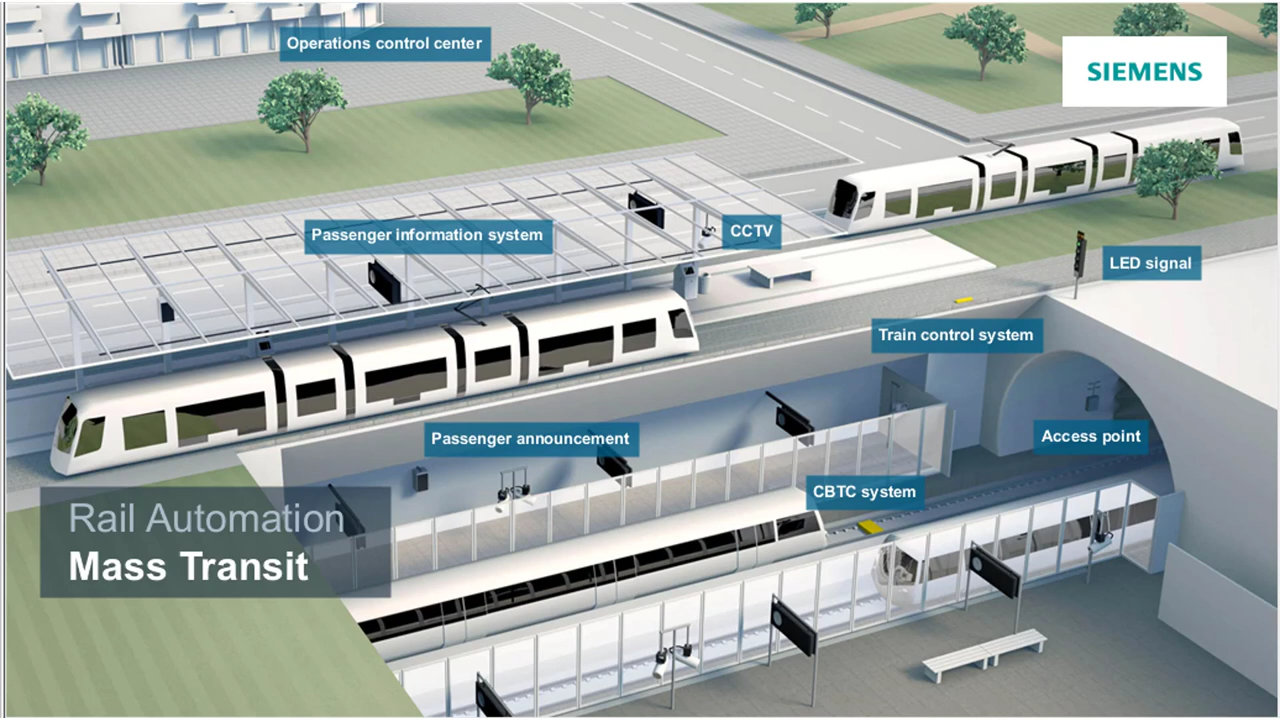 Operations control center
SIEMENS
Passenger information system
CCTV
LED signal
Train control system
Passenger announcement
Access point
CBTC system
Rail Automation
Mass Transit